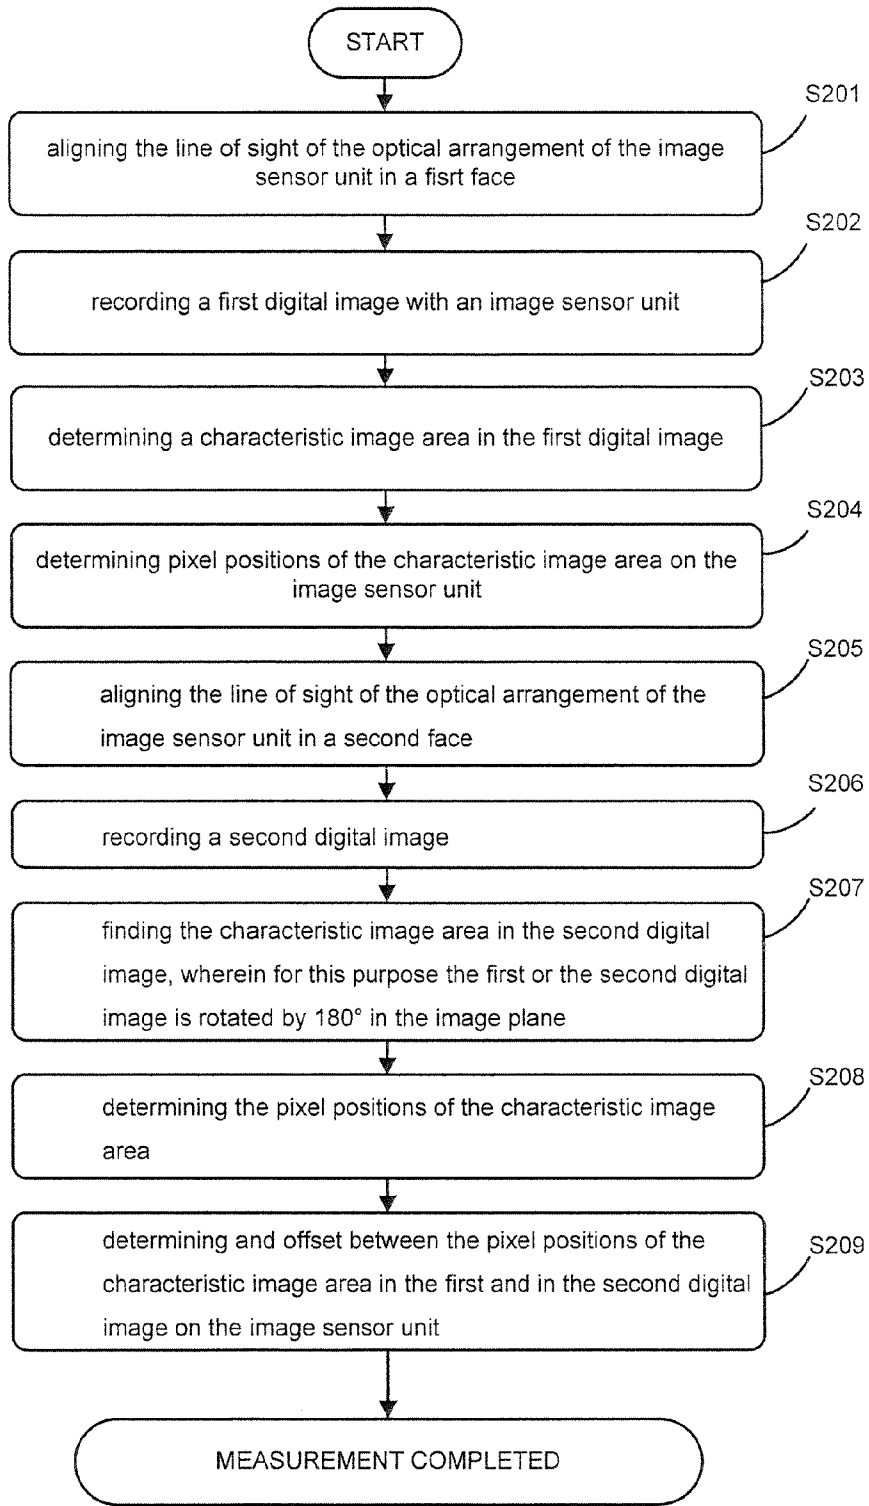 START
S201
aligning the line of sight of the optical arrangement of the image
sensor unit in a fisrt face
S202
recording a first digital image with an image sensor unit
S203
determining a characteristic image area in the first digital image
S204
determining pixel positions of the characteristic image area on the
image sensor unit
S205
aligning the line of sight of the optical arrangement of the
image sensor unit in a second face
S206
recording a second digital image
S207
finding the characteristic image area in the second digital
image, wherein for this purpose the first or the second digital
image is rotated by 180° in the image plane
S208
determining the pixel positions of the characteristic image
area
S209
determining and offset between the pixel positions of the
characteristic image area in the first and in the second digital
image on the image sensor unit
MEASUREMENT COMPLETED